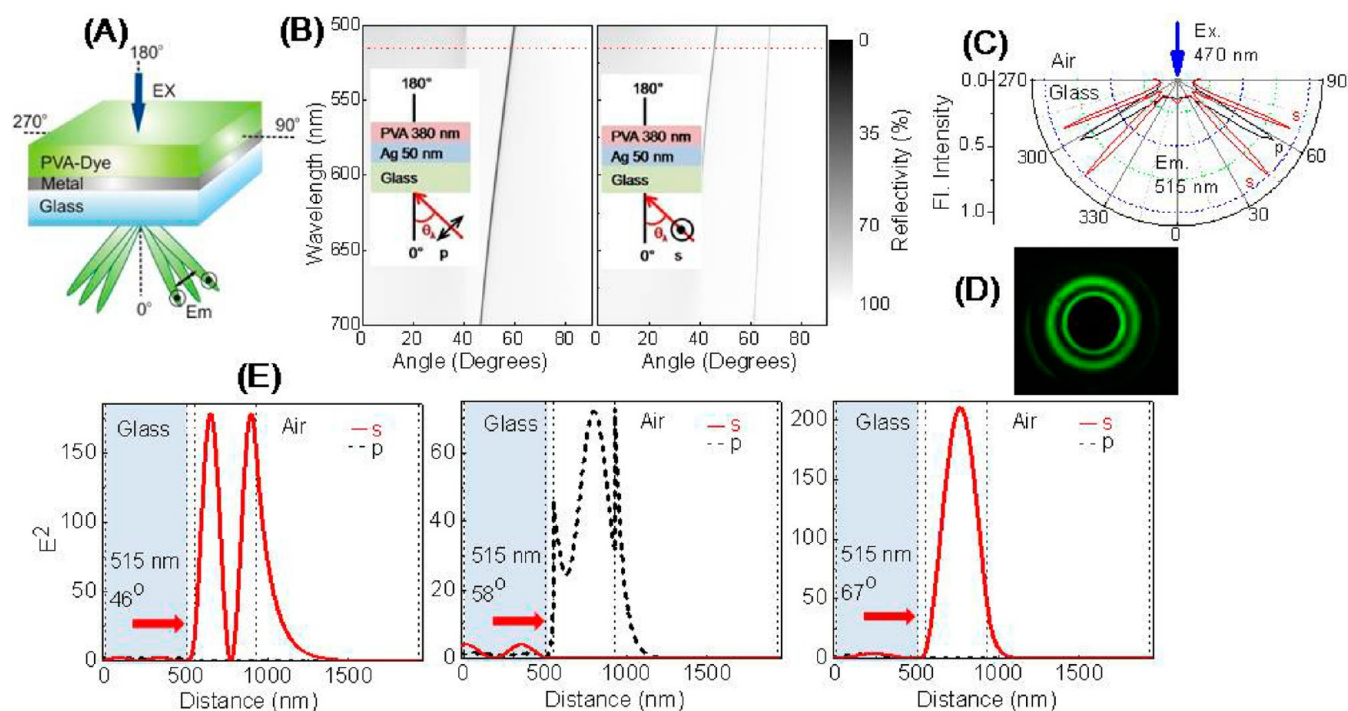 (A)
180°
EX
270°
90°
PVA-Dye
Metal
Glass
0°
Em
(B)
Wavelength (nm)
500
550
600
650
700
180°
PVA 380 nm
Ag 50 nm
Glass
θλ
0° p
0 20 40 60 80
Angle (Degrees)
180°
PVA 380 nm
Ag 50 nm
Glass
θλ
0° s
0 20 40 60 80
Angle (Degrees)
0
35
70
100
Reflectivity (%)
(C)
Ex.
470 nm
Air
Glass
Fl. Intensity
0.0
0.5
1.0
270
90
300
60
330
30
0
s
p
s
Em.
515 nm
(D)
(E)
E2
150
100
50
0
Glass
Air
s
p
515 nm
46o
0 500 1000 1500
Distance (nm)
60
40
20
0
Glass
Air
s
p
515 nm
58o
0 500 1000 1500
Distance (nm)
200
150
100
50
0
Glass
Air
s
p
515 nm
67o
0 500 1000 1500
Distance (nm)